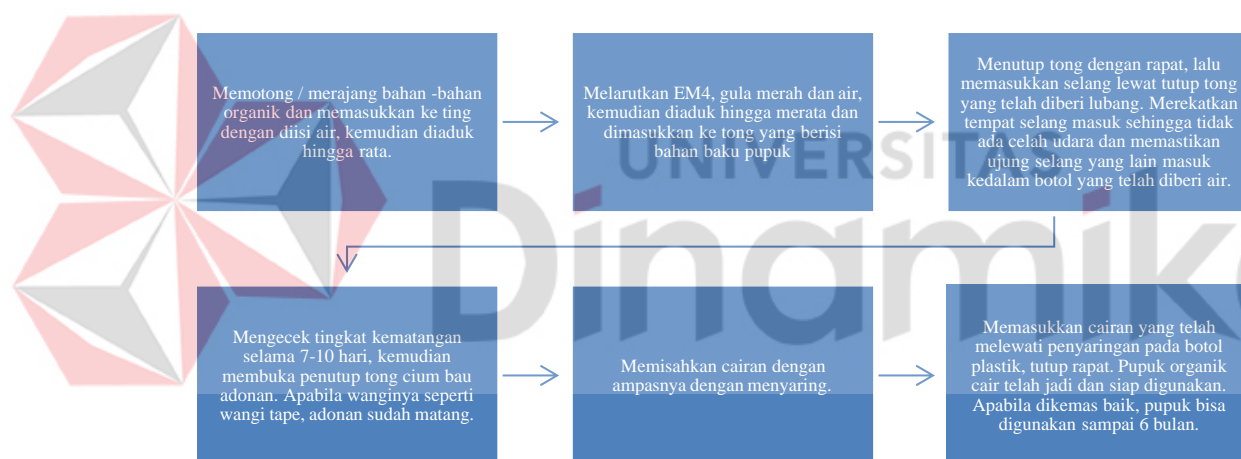 Memotong / merajang bahan -bahan
organik dan memasukkan ke ting
dengan diisi air, kemudian diaduk
hingga rata.
Melarutkan EM4, gula merah dan air,
kemudian diaduk hingga merata dan
dimasukkan ke tong yang berisi
bahan baku pupuk
Menutup tong dengan rapat, lalu
memasukkan selang lewat tutup tong
yang telah diberi lubang. Merekatkan
tempat selang masuk sehingga tidak
ada celah udara dan memastikan
ujung selang yang lain masuk
kedalam botol yang telah diberi air.
UNIVERSITAS
Dinamik
Mengecek tingkat kematangan
selama 7-10 hari, kemudian
membuka penutup tong cium bau
adonan. Apabila wanginya seperti
wangi tape, adonan sudah matang.
Memisahkan cairan dengan
ampasnya dengan menyaring.
Memasukkan cairan yang telah
melewati penyaringan pada botol
plastik, tutup rapat. Pupuk organik
cair telah jadi dan siap digunakan.
Apabila dikemas baik, pupuk bisa
digunakan sampai 6 bulan.